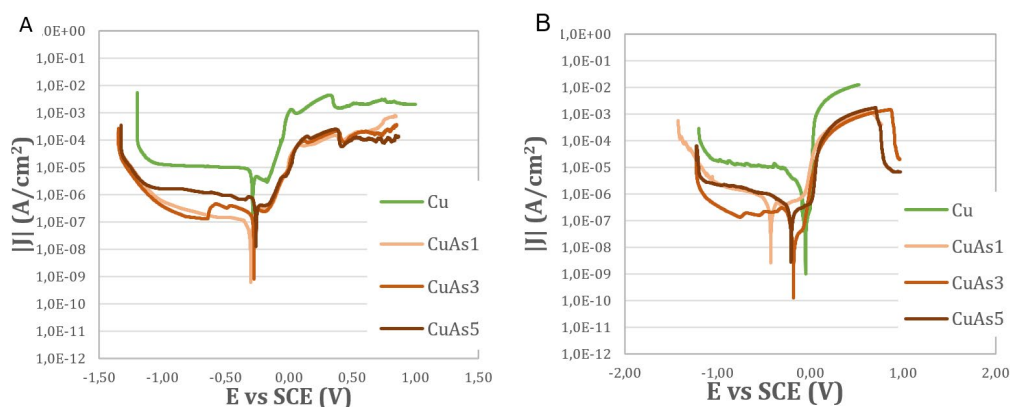 A
|J| (A/cm²)
1,0E+00
1,0E-01
1,0E-02
1,0E-03
1,0E-04
1,0E-05
1,0E-06
1,0E-07
1,0E-08
1,0E-09
1,0E-10
1,0E-11
1,0E-12
-1,50
-1,00
-0,50
0,00
0,50
1,00
1,50
E vs SCE (V)
Cu
CuAs1
CuAs3
CuAs5
B
|J| (A/cm²)
1,0E+00
1,0E-01
1,0E-02
1,0E-03
1,0E-04
1,0E-05
1,0E-06
1,0E-07
1,0E-08
1,0E-09
1,0E-10
1,0E-11
1,0E-12
-2,00
-1,00
0,00
1,00
2,00
E vs SCE (V)
Cu
CuAs1
CuAs3
CuAs5